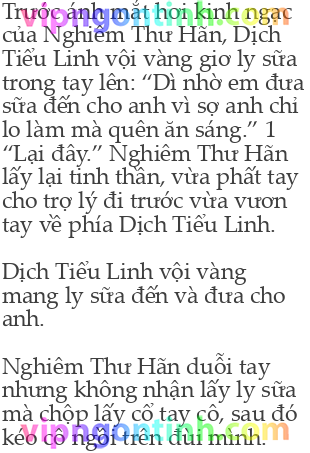 Trước ánh mắt hơi kinh ngạc
của Nghiêm Thư Hãn, Dịch
Tiểu Linh vội vàng giơ ly sữa
trong tay lên: “Dì nhờ em đưa
sữa đến cho anh vì sợ anh chỉ
lo làm mà quên ăn sáng.” 1
“Lại đây.” Nghiêm Thư Hãn
lấy lại tinh thần, vừa phất tay
cho trợ lý đi trước vừa vươn
tay về phía Dịch Tiểu Linh.
Dịch Tiểu Linh vội vàng
mang ly sữa đến và đưa cho
anh.
Nghiêm Thư Hãn duỗi tay
nhưng không nhận lấy ly sữa
mà chộp lấy cổ tay cô, sau đó
kéo cô ngồi trên đùi mình.
vipngontinh.com
vipngontinh.com